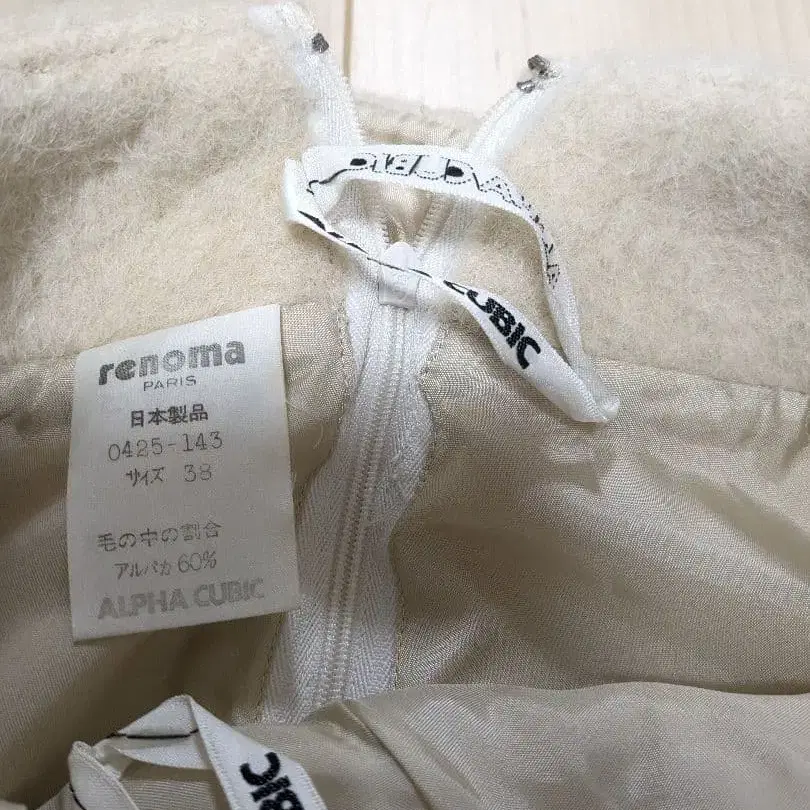 CUBIC
renoma
PARIS
日本製品
0425-143
サイズ 38
毛の中の割合
アルパカ 60%
ALPHA CUBIC